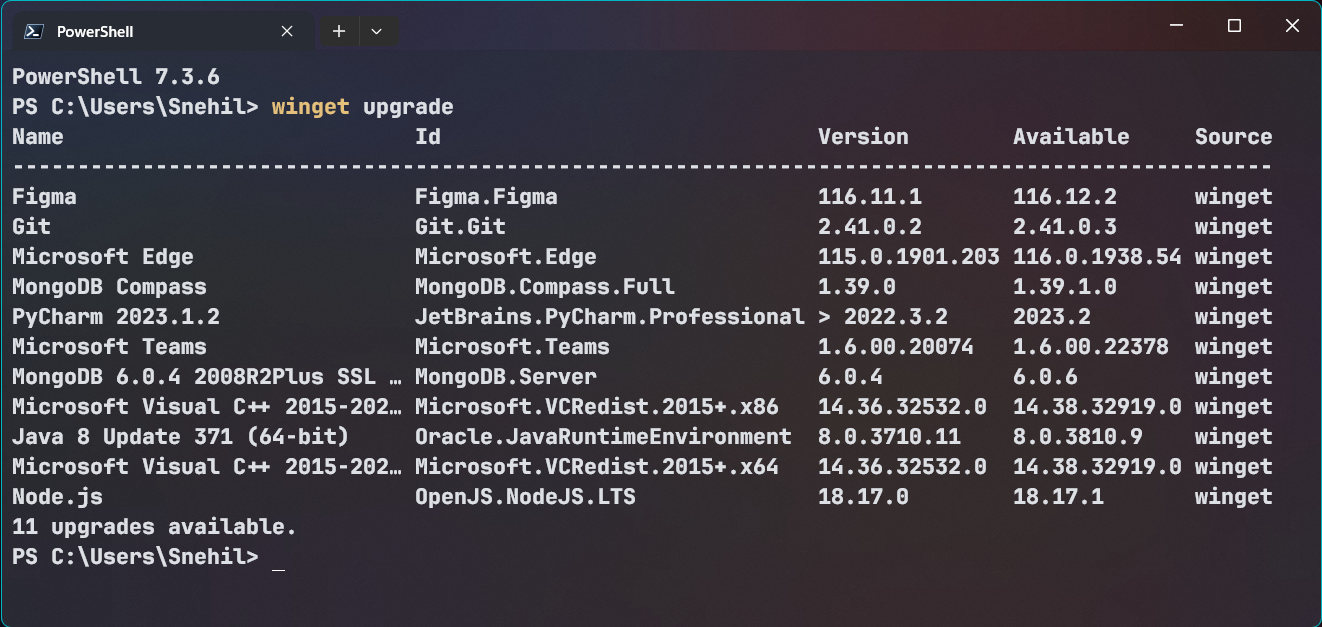 PowerShell
PowerShell 7.3.6
PS C:\Users\Snehil> winget upgrade
Name Id Version Available Source
-------------------------------------------------------------------------------------------------
Figma Figma.Figma 116.11.1 116.12.2 winget
Git Git.Git 2.41.0.2 2.41.0.3 winget
Microsoft Edge Microsoft.Edge 115.0.1901.203 116.0.1938.54 winget
MongoDB Compass MongoDB.Compass.Full 1.39.0 1.39.1.0 winget
PyCharm 2023.1.2 JetBrains.PyCharm.Professional > 2022.3.2 2023.2 winget
Microsoft Teams Microsoft.Teams 1.6.00.20074 1.6.00.22378 winget
MongoDB 6.0.4 2008R2Plus SSL … MongoDB.Server 6.0.4 6.0.6 winget
Microsoft Visual C++ 2015-202… Microsoft.VCRedist.2015+.x86 14.36.32532.0 14.38.32919.0 winget
Java 8 Update 371 (64-bit) Oracle.JavaRuntimeEnvironment 8.0.3710.11 8.0.3810.9 winget
Microsoft Visual C++ 2015-202… Microsoft.VCRedist.2015+.x64 14.36.32532.0 14.38.32919.0 winget
Node.js OpenJS.NodeJS.LTS 18.17.0 18.17.1 winget
11 upgrades available.
PS C:\Users\Snehil> _